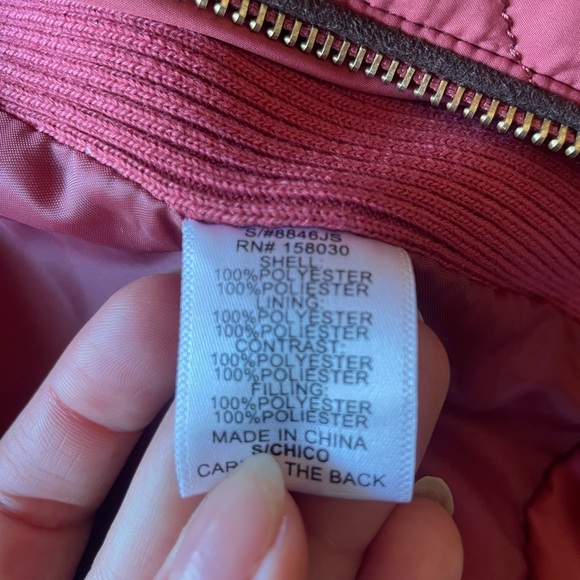 S/#8846JS
RN# 158030
SHELL:
100%POLYESTER
100%POLIESTER
LINING:
100%POLYESTER
100%POLIESTER
CONTRAST:
100%POLYESTER
100%POLIESTER
FILLING:
100%POLYESTER
100%POLIESTER
MADE IN CHINA
S/CHICO
THE BACK